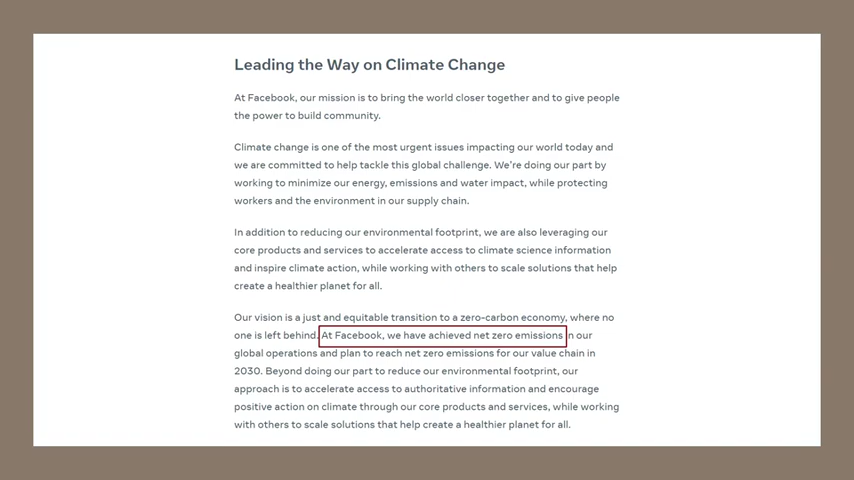 Leading the Way on Climate Change
At Facebook, our mission is to bring the world closer together and to give people
the power to build community.
Climate change is one of the most urgent issues impacting our world today and
we are committed to help tackle this global challenge. We're doing our part by
working to minimize our energy, emissions and water impact, while protecting
workers and the environment in our supply chain.
In addition to reducing our environmental footprint, we are also leveraging our
core products and services to accelerate access to climate science information
and inspire climate action, while working with others to scale solutions that help
create a healthier planet for all.
Our vision is a just and equitable transition to a zero-carbon economy, where no
one is left behind. At Facebook, we have achieved net zero emissions in our
global operations and plan to reach net zero emissions for our value chain in
2030. Beyond doing our part to reduce our environmental footprint, our
approach is to accelerate access to authoritative information and encourage
positive action on climate through our core products and services, while working
with others to scale solutions that help create a healthier planet for all.